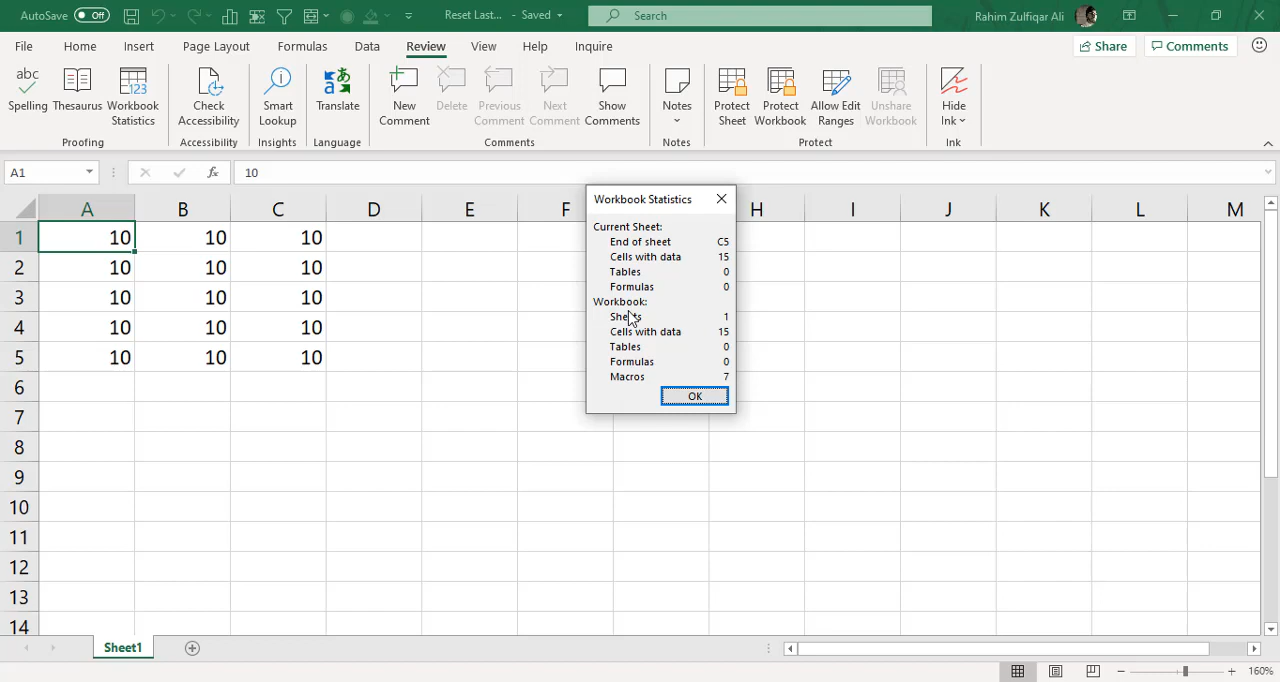 AutoSave Off Reset Last... - Saved Search Rahim Zulfiqar Ali
File Home Insert Page Layout Formulas Data Review View Help Inquire Share Comments
abc
Spelling Thesaurus Workbook Statistics Check Accessibility Smart Lookup Translate New Comment Delete Previous Comment Next Comment Show Comments Notes Protect Sheet Protect Workbook Allow Edit Ranges Unshare Workbook Hide Ink
Proofing Accessibility Insights Language Comments Notes Protect Ink
A1 fx 10
A B C D E F H I J K L M
1 10 10 10
2 10 10 10
3 10 10 10
4 10 10 10
5 10 10 10
6
7
8
9
10
11
12
13
14
Workbook Statistics
Current Sheet:
End of sheet C5
Cells with data 15
Tables 0
Formulas 0
Workbook:
Sheets 1
Cells with data 15
Tables 0
Formulas 0
Macros 7
OK
Sheet1
160%